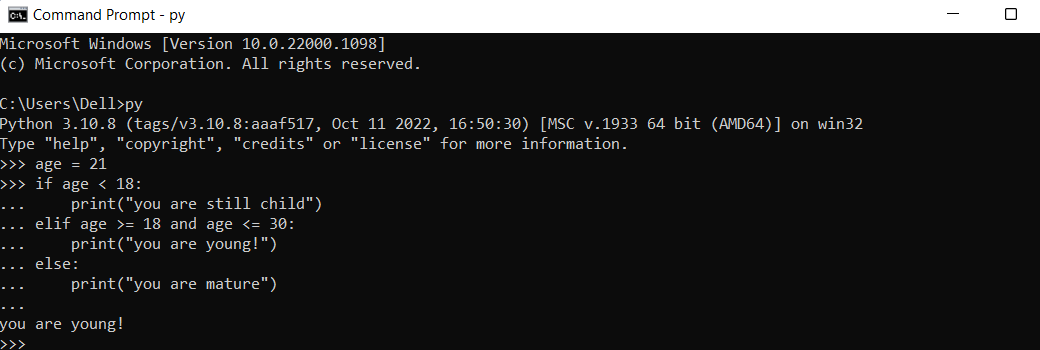 Command Prompt - py
Microsoft Windows [Version 10.0.22000.1098]
(c) Microsoft Corporation. All rights reserved.
C:\Users\Dell>py
Python 3.10.8 (tags/v3.10.8:aaaf517, Oct 11 2022, 16:50:30) [MSC v.1933 64 bit (AMD64)] on win32
Type "help", "copyright", "credits" or "license" for more information.
>>> age = 21
>>> if age < 18:
...     print("you are still child")
... elif age >= 18 and age <= 30:
...     print("you are young!")
... else:
...     print("you are mature")
...
you are young!
>>>